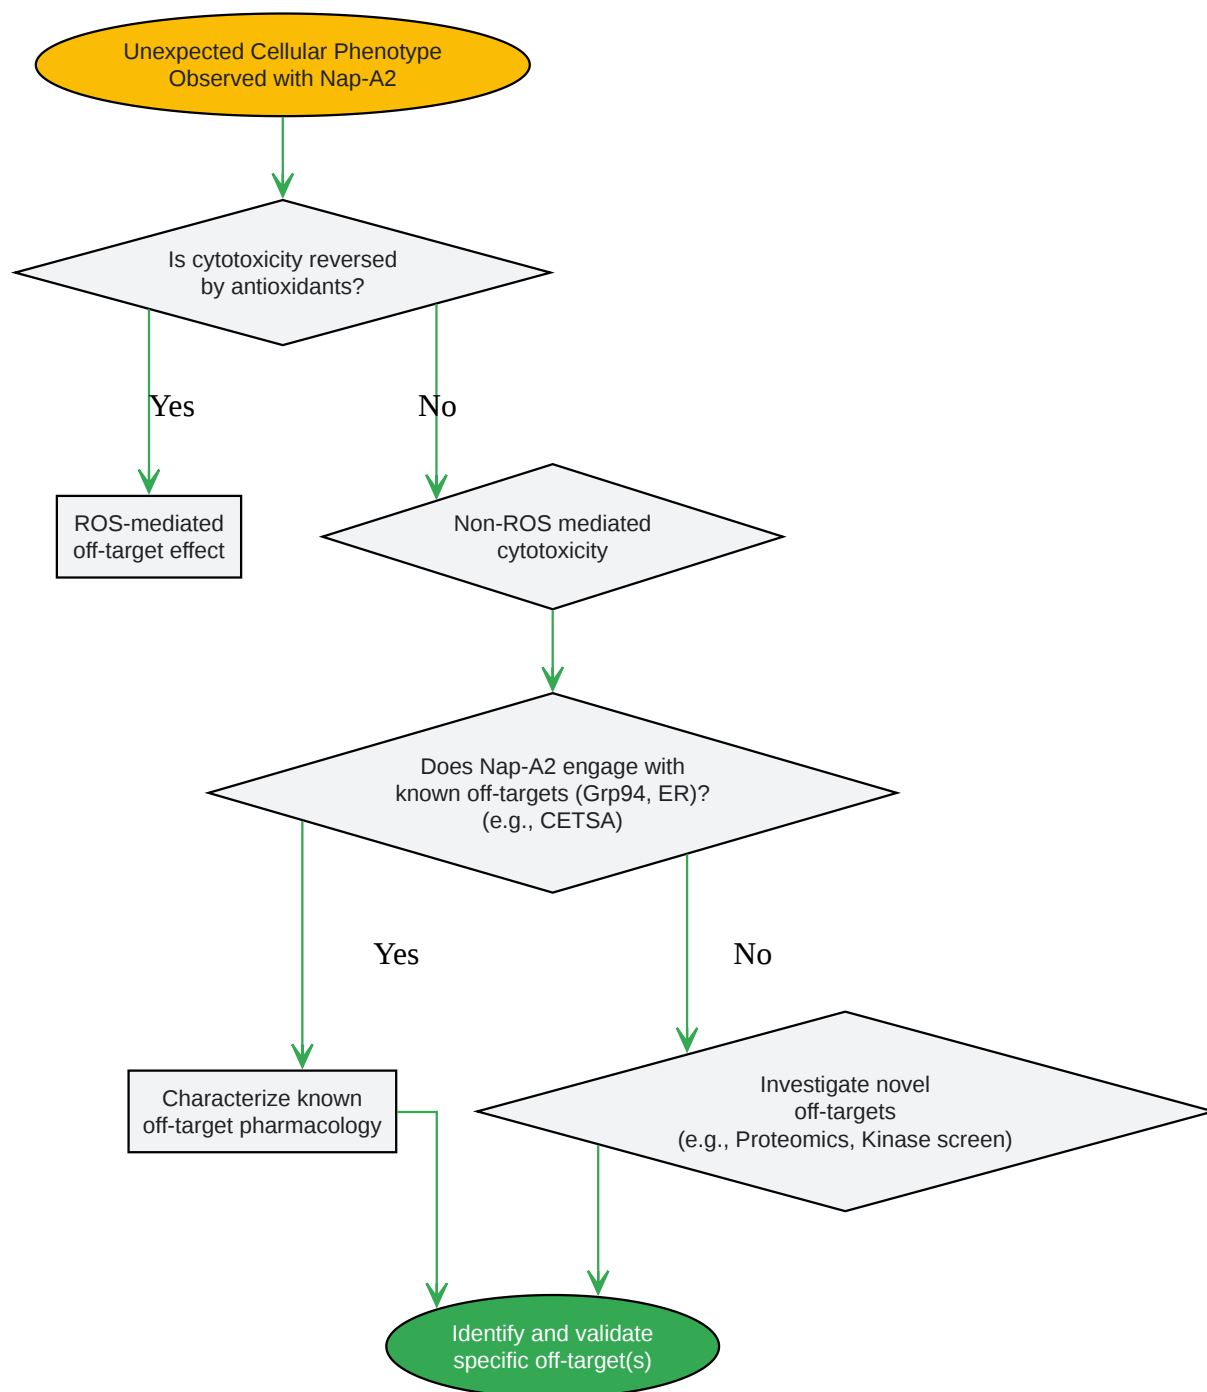 Unexpected Cellular Phenotype
Observed with Nap-A2
Is cytotoxicity reversed
by antioxidants?
Yes
No
ROS-mediated
off-target effect
Non-ROS mediated
cytotoxicity
Does Nap-A2 engage with
known off-targets (Grp94, ER)?
(e.g., CETSA)
Yes
No
Characterize known
off-target pharmacology
Investigate novel
off-targets
(e.g., Proteomics, Kinase screen)
Identify and validate
specific off-target(s)